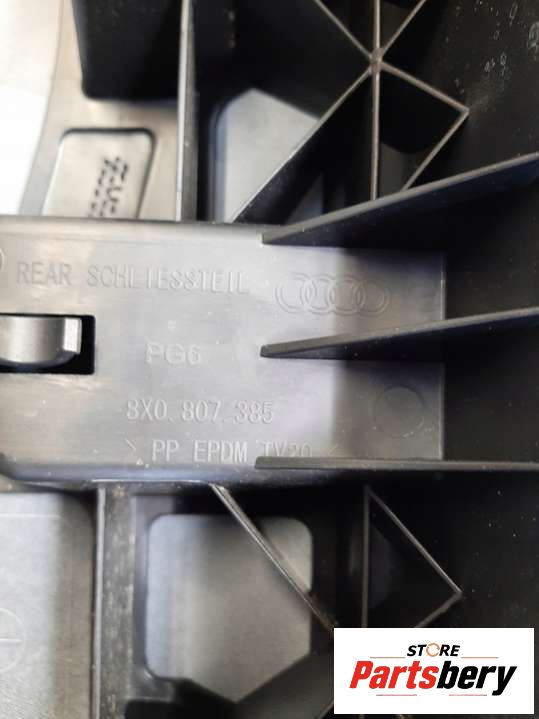 REAR SCHLIESSTEIL
PG6
8X0.807.385
> PP EPDM TV20 <
STORE
Partsbery